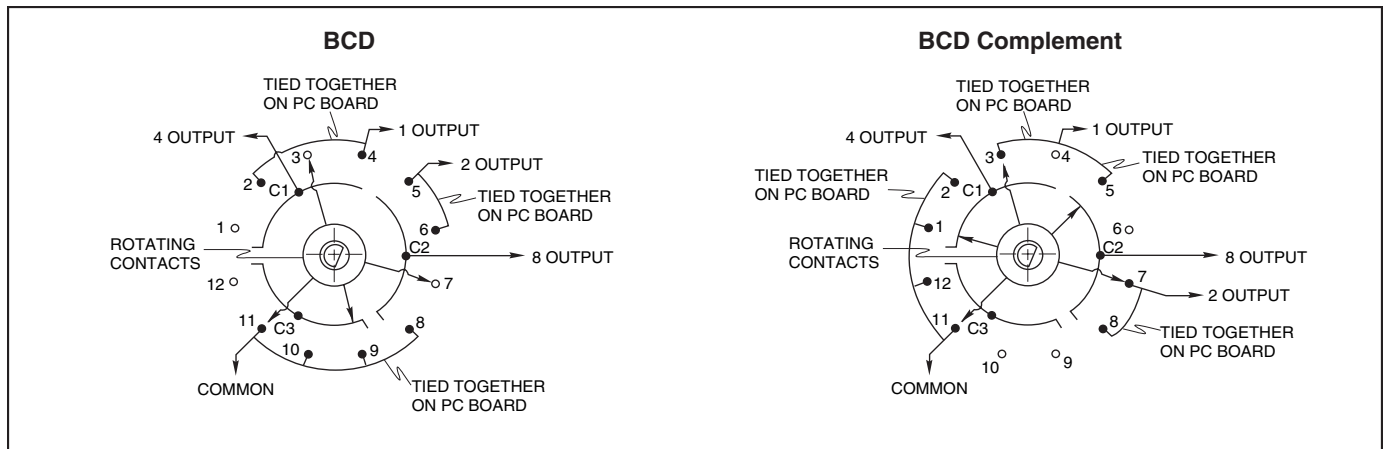 BCD
TIED TOGETHER
ON PC BOARD
4 OUTPUT
1 OUTPUT
3
4
2 OUTPUT
2
C1
5
TIED TOGETHER
ON PC BOARD
1
6
C2
ROTATING
CONTACTS
8 OUTPUT
12
7
11
C3
8
10
9
COMMON
TIED TOGETHER
ON PC BOARD
BCD Complement
TIED TOGETHER
ON PC BOARD
4 OUTPUT
1 OUTPUT
3
4
TIED TOGETHER
ON PC BOARD
TIED TOGETHER
ON PC BOARD
2
C1
5
1
6
C2
ROTATING
CONTACTS
8 OUTPUT
12
7
2 OUTPUT
11
C3
8
TIED TOGETHER
ON PC BOARD
10
9
COMMON